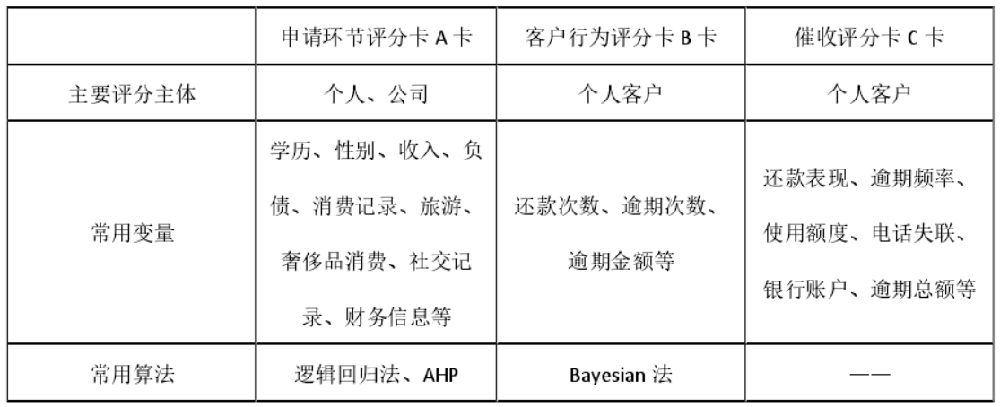 申请环节评分卡 A 卡 客户行为评分卡 B 卡 催收评分卡 C 卡
主要评分主体 个人、公司 个人客户 个人客户
常用变量
学历、性别、收入、负
债、消费记录、旅游、
奢侈品消费、社交记
录、财务信息等
还款次数、逾期次数、
逾期金额等
还款表现、逾期频率、
使用额度、电话失联、
银行账户、逾期总额等
常用算法 逻辑回归法、AHP Bayesian 法 ——